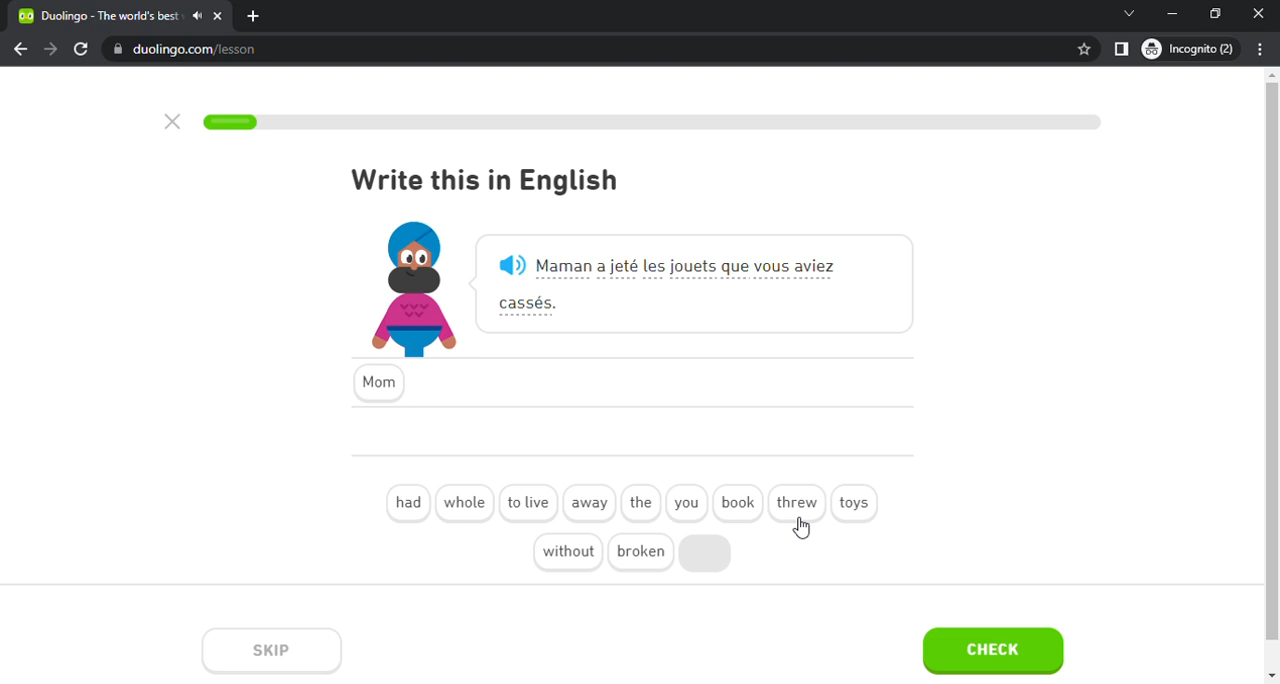 Duolingo - The world's best
duolingo.com/lesson
Incognito (2)
Write this in English
Maman a jeté les jouets que vous aviez
cassés.
Mom
had whole to live away the you book threw toys
without broken
SKIP CHECK